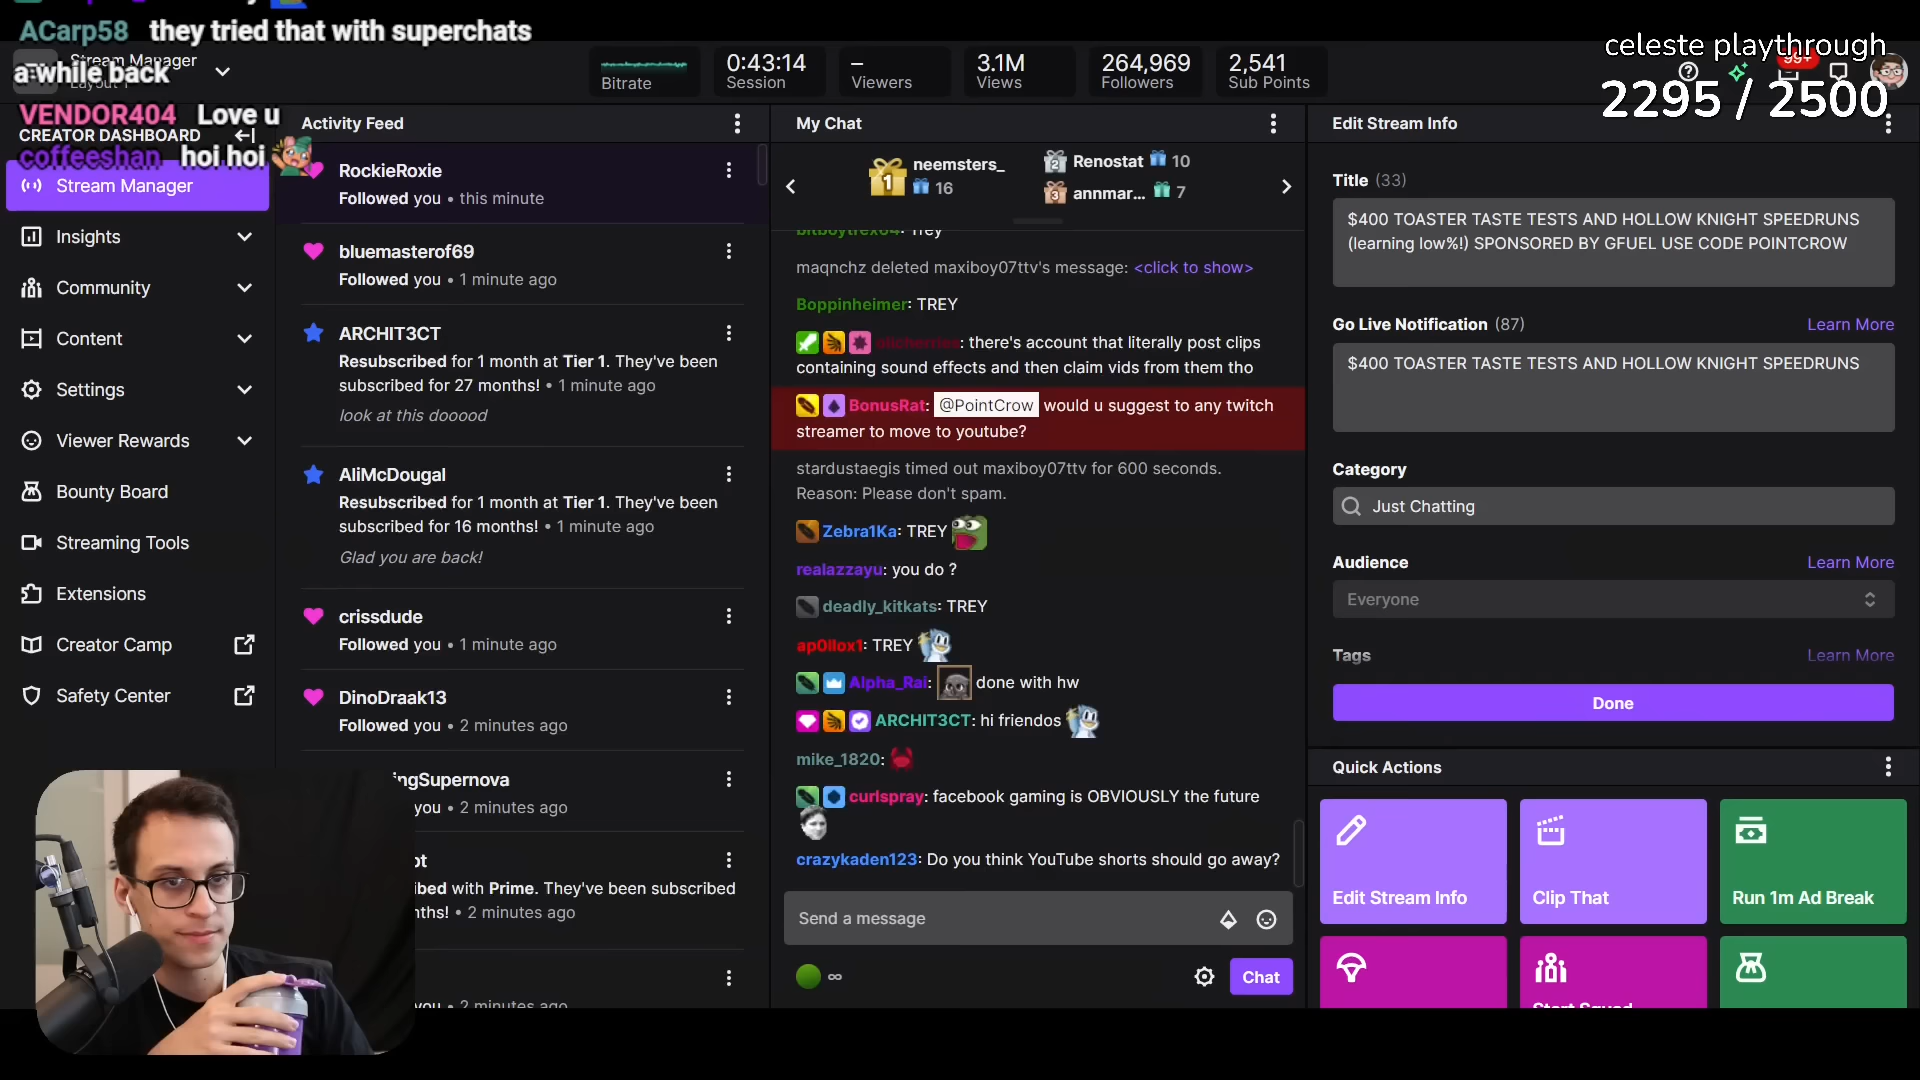 ACarp58 they tried that with superchats
a while back
VENDOR404 Love u
coffeeshan hoi hoi
Stream Manager
CREATOR DASHBOARD
Stream Manager
Insights
Community
Content
Settings
Viewer Rewards
Bounty Board
Streaming Tools
Extensions
Creator Camp
Safety Center
Bitrate
0:43:14
Session
–
Viewers
3.1M
Views
264,969
Followers
2,541
Sub Points
celeste playthrough
99+
2295 / 2500
Activity Feed
RockieRoxie
Followed you • this minute
bluemasterof69
Followed you • 1 minute ago
ARCHIT3CT
Resubscribed for 1 month at Tier 1. They've been
subscribed for 27 months! • 1 minute ago
look at this dooood
AliMcDougal
Resubscribed for 1 month at Tier 1. They've been
subscribed for 16 months! • 1 minute ago
Glad you are back!
crissdude
Followed you • 1 minute ago
DinoDraak13
Followed you • 2 minutes ago
ingSupernova
you • 2 minutes ago
ot
ibed with Prime. They've been subscribed
nths! • 2 minutes ago
you • 2 minutes ago
My Chat
1
neemsters_
16
2
Renostat 10
3
annmar... 7
bitboytrex64: Trey
maqnchz deleted maxiboy07ttv's message: <click to show>
Boppinheimer: TREY
: there's account that literally post clips
containing sound effects and then claim vids from them tho
BonusRat: @PointCrow would u suggest to any twitch
streamer to move to youtube?
stardustaegis timed out maxiboy07ttv for 600 seconds.
Reason: Please don't spam.
Zebra1Ka: TREY
realazzayu: you do ?
deadly_kitkats: TREY
ap0llox1: TREY
Alpha_Rai: done with hw
ARCHIT3CT: hi friendos
mike_1820:
curlspray: facebook gaming is OBVIOUSLY the future
crazykaden123: Do you think YouTube shorts should go away?
Send a message
∞
Chat
Edit Stream Info
Title (33)
$400 TOASTER TASTE TESTS AND HOLLOW KNIGHT SPEEDRUNS
(learning low%!) SPONSORED BY GFUEL USE CODE POINTCROW
Go Live Notification (87)
Learn More
$400 TOASTER TASTE TESTS AND HOLLOW KNIGHT SPEEDRUNS
Category
Just Chatting
Audience
Learn More
Everyone
Tags
Learn More
Done
Quick Actions
Edit Stream Info
Clip That
Run 1m Ad Break
Start Squad